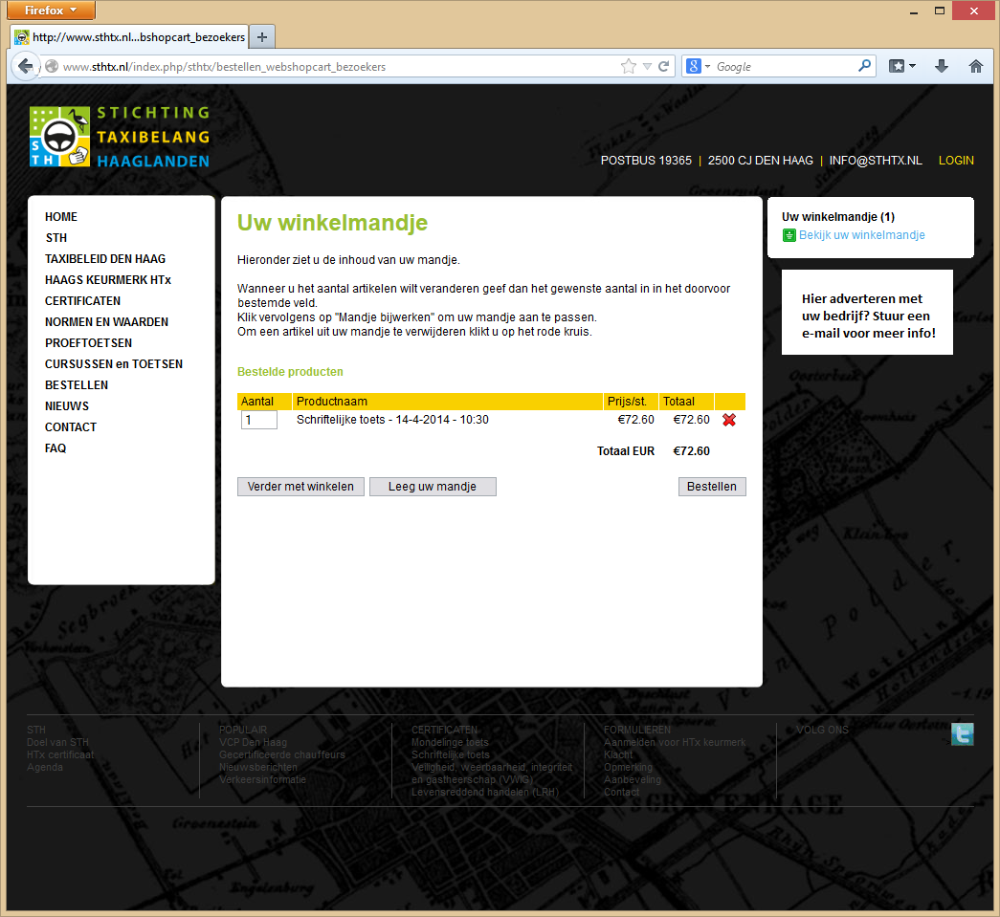 Firefox
http://www.sthtx.nl...bshopcart_bezoekers
www.sthtx.nl/index.php/sthtx/bestellen_webshopcart_bezoekers
Google
STICHTING
TAXIBELANG
HAAGLANDEN
STH
POSTBUS 19365 | 2500 CJ DEN HAAG | INFO@STHTX.NL LOGIN
HOME
STH
TAXIBELEID DEN HAAG
HAAGS KEURMERK HTx
CERTIFICATEN
NORMEN EN WAARDEN
PROEFTOETSEN
CURSUSSEN en TOETSEN
BESTELLEN
NIEUWS
CONTACT
FAQ
Uw winkelmandje
Hieronder ziet u de inhoud van uw mandje.
Wanneer u het aantal artikelen wilt veranderen geef dan het gewenste aantal in in het doorvoor
bestemde veld.
Klik vervolgens op "Mandje bijwerken" om uw mandje aan te passen.
Om een artikel uit uw mandje te verwijderen klikt u op het rode kruis.
Bestelde producten
Aantal Productnaam Prijs/st. Totaal
1 Schriftelijke toets - 14-4-2014 - 10:30 €72.60 €72.60
Totaal EUR €72.60
Verder met winkelen Leeg uw mandje Bestellen
Uw winkelmandje (1)
Bekijk uw winkelmandje
Hier adverteren met
uw bedrijf? Stuur een
e-mail voor meer info!
STH
Doel van STH
HTx certificaat
Agenda
POPULAIR
VCP Den Haag
Gecertificeerde chauffeurs
Nieuwsberichten
Verkeersinformatie
CERTIFICATEN
Mondelinge toets
Schriftelijke toets
Veiligheid, weerbaarheid, integriteit
en gastheerschap (VWIG)
Levensreddend handelen (LRH)
FORMULIEREN
Aanmelden voor HTx keurmerk
Klacht
Opmerking
Aanbeveling
Contact
VOLG ONS